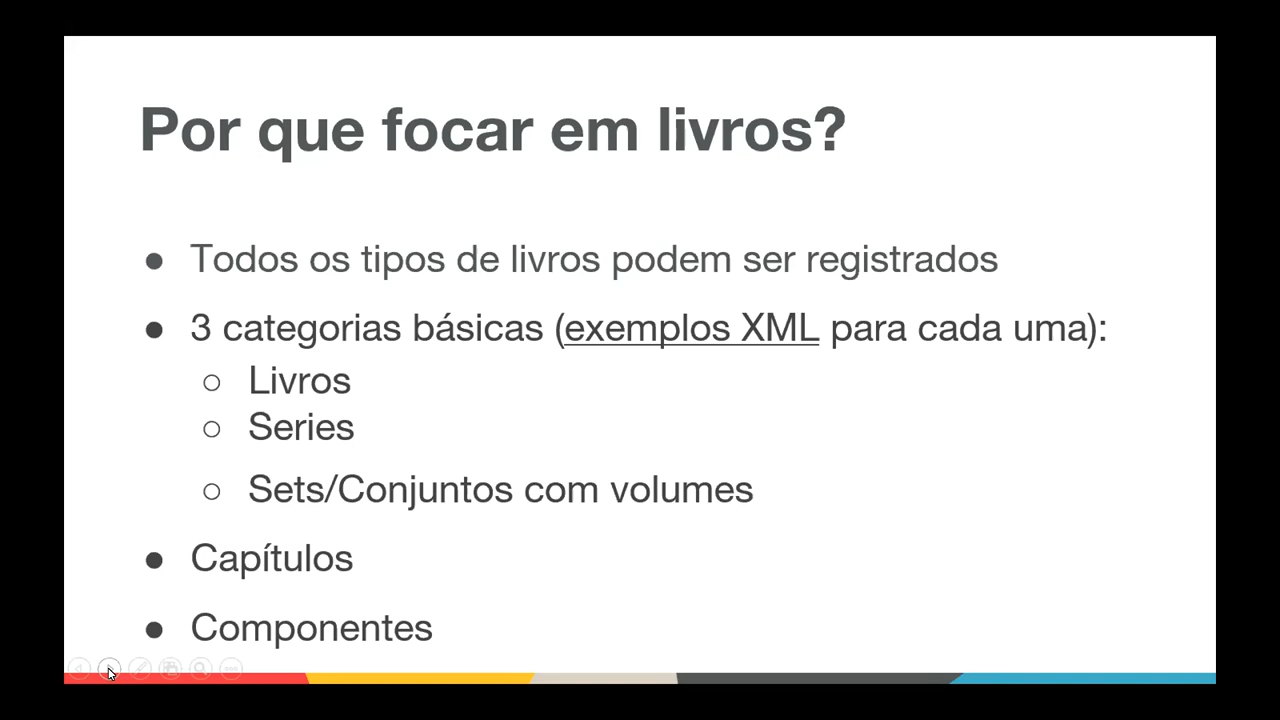 Por que focar em livros?
● Todos os tipos de livros podem ser registrados
● 3 categorias básicas (exemplos XML para cada uma):
○ Livros
○ Series
○ Sets/Conjuntos com volumes
● Capítulos
● Componentes